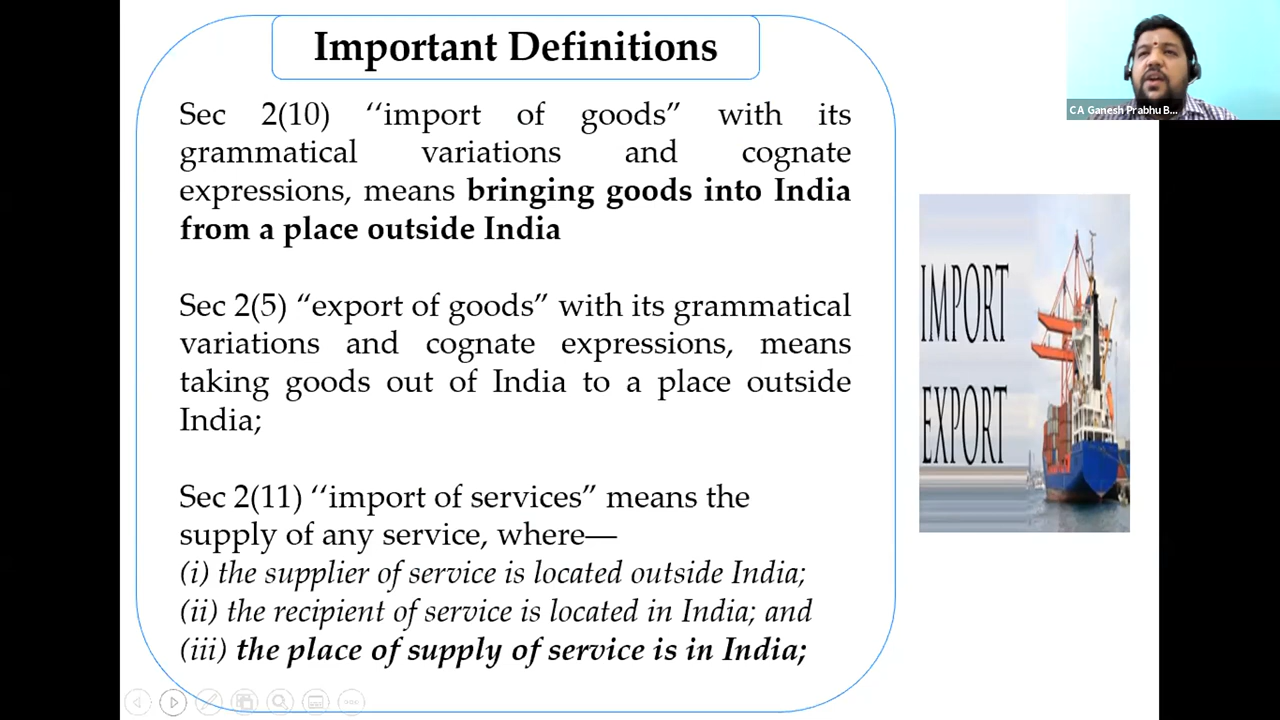 Important Definitions
CA Ganesh Prabhu B...
Sec 2(10) ‘‘import of goods” with its
grammatical variations and cognate
expressions, means bringing goods into India
from a place outside India
Sec 2(5) “export of goods” with its grammatical
variations and cognate expressions, means
taking goods out of India to a place outside
India;
Sec 2(11) ‘‘import of services” means the
supply of any service, where—
(i) the supplier of service is located outside India;
(ii) the recipient of service is located in India; and
(iii) the place of supply of service is in India;
IMPORT
EXPORT